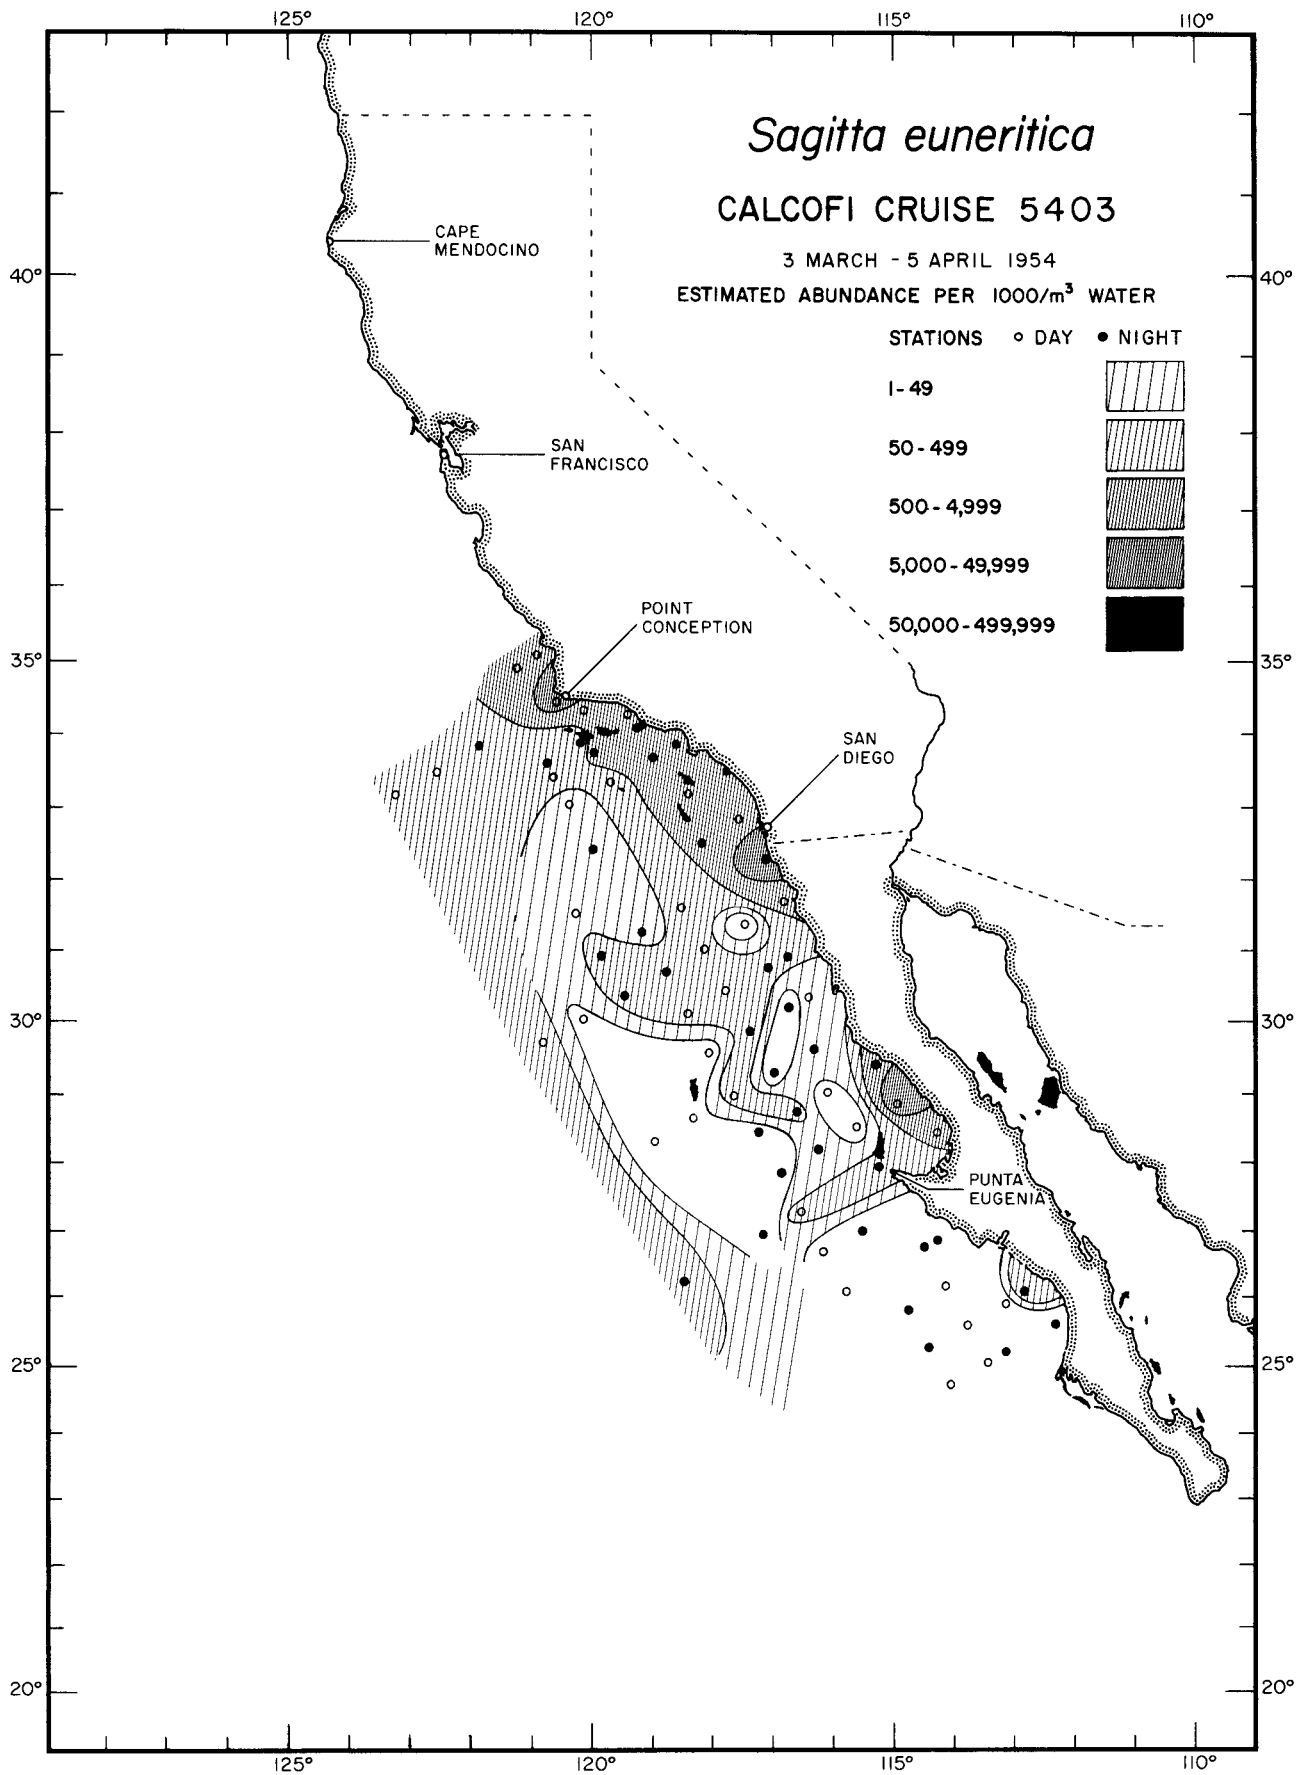 125° 120° 115° 110°
Sagitta euneritica
CALCOFI CRUISE 5403
3 MARCH - 5 APRIL 1954
ESTIMATED ABUNDANCE PER 1000/m³ WATER
STATIONS ○ DAY ● NIGHT
1-49
50-499
500-4,999
5,000-49,999
50,000-499,999
CAPE
MENDOCINO
40° 40°
SAN
FRANCISCO
POINT
CONCEPTION
35° 35°
SAN
DIEGO
30° 30°
PUNTA
EUGENIA
25° 25°
20° 20°
125° 120° 115° 110°